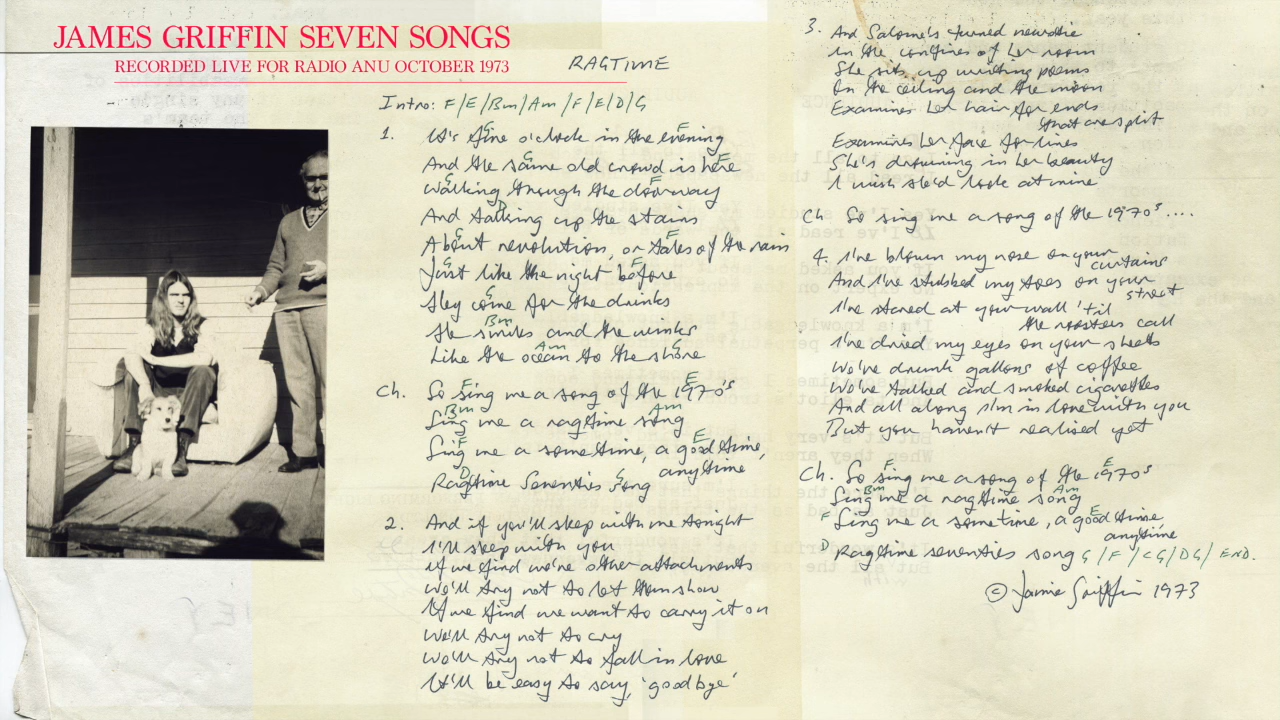 JAMES GRIFFIN SEVEN SONGS
RECORDED LIVE FOR RADIO ANU OCTOBER 1973
RAGTIME
Intro: F/E/Bm/Am/F/E/D/G
1. It's five o'clock in the evening
And the same old crowd is here
Walking through the doorway
And talking up the stairs
About revolution, or tales of the rain
Just like the night before
They come for the drinks
He smiles and the winks
Like the ocean to the shore
Ch. So sing me a song of the 1970's
Sing me a ragtime song
Sing me a sometime, a good time,
anytime
Ragtime Seventies Song
2. And if you'll sleep with me tonight
I'll sleep with you
If we find we're other attachments
We'll try not to let them show
If we find we want to carry it on
We'll try not to cry
We'll try not to fall in love
It'll be easy to say, 'goodbye'
3. And Salome's turned neurotic
In the confines of her room
She sits up writing poems
On the ceiling and the moon
Examines her hair for ends
that are split
Examines her face for lines
She's drowning in her beauty
I wish she'd look at mine
Ch. So sing me a song of the 1970's....
4. I've blown my nose on your
curtains
And I've stubbed my toes on your
street
I've stared at your wall 'til
the roosters call
I've dried my eyes on your sheets
We've drunk gallons of coffee
We've talked and smoked cigarettes
And all along I'm in love with you
But you haven't realised yet
Ch. So sing me a song of the 1970's
Sing me a ragtime song
Sing me a sometime, a good time,
anytime
Ragtime seventies song G/F/CG/DG/END.
© Jamie Griffin 1973